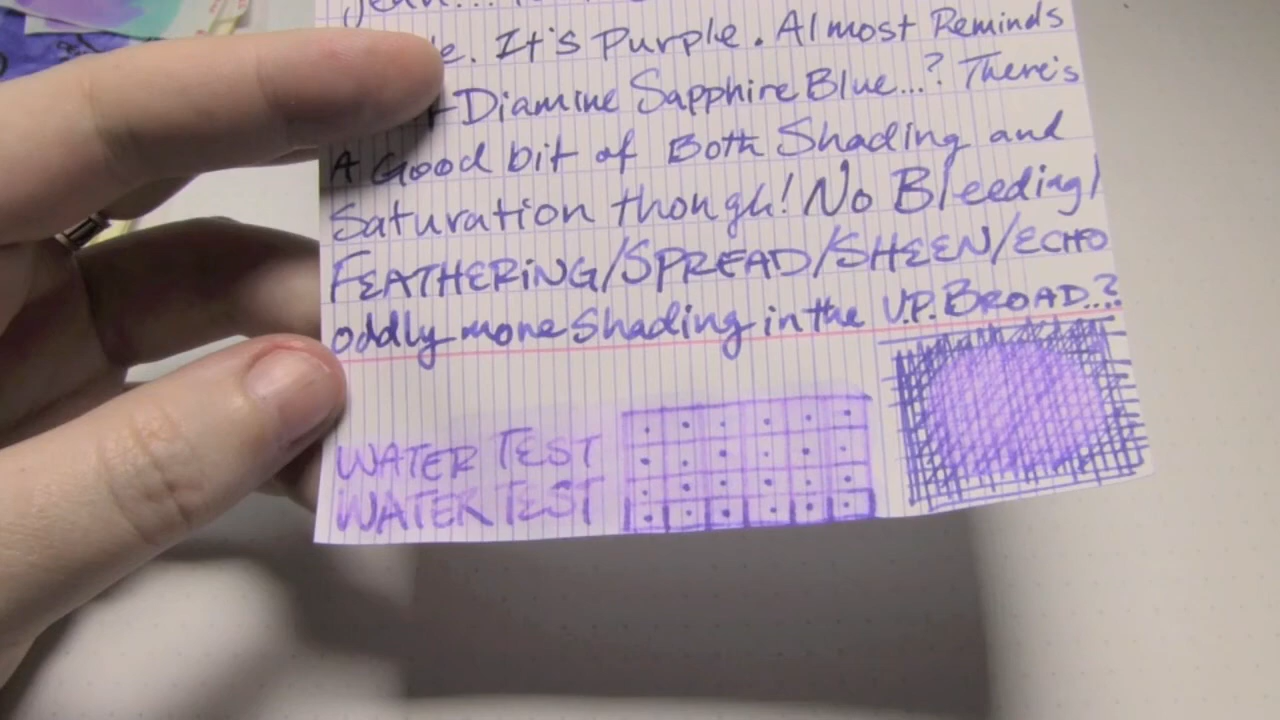 Yeah...
It's Purple. Almost Reminds
Diamine Sapphire Blue...? There's
A Good bit of Both Shading and
Saturation though! No Bleeding/
FEATHERiNG/SPREAD/SHEEN/ECHO
oddly more Shading in the V.P. BROAD..?
WATER TEST
WATER TEST